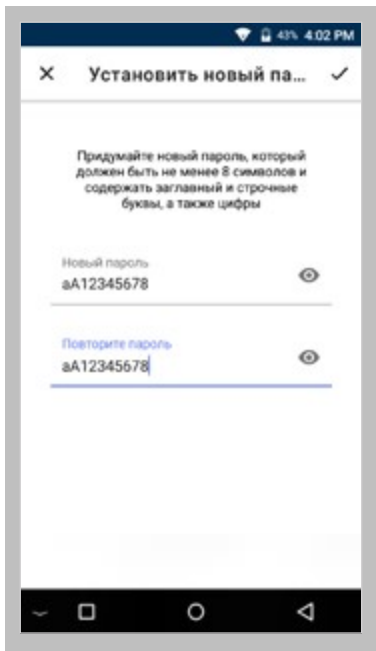 43% 4:02 PM
Установить новый па...
Придумайте новый пароль, который
должен быть не менее 8 символов и
содержать заглавный и строчные
буквы, а также цифры
Новый пароль
aA12345678
Повторите пароль
aA12345678